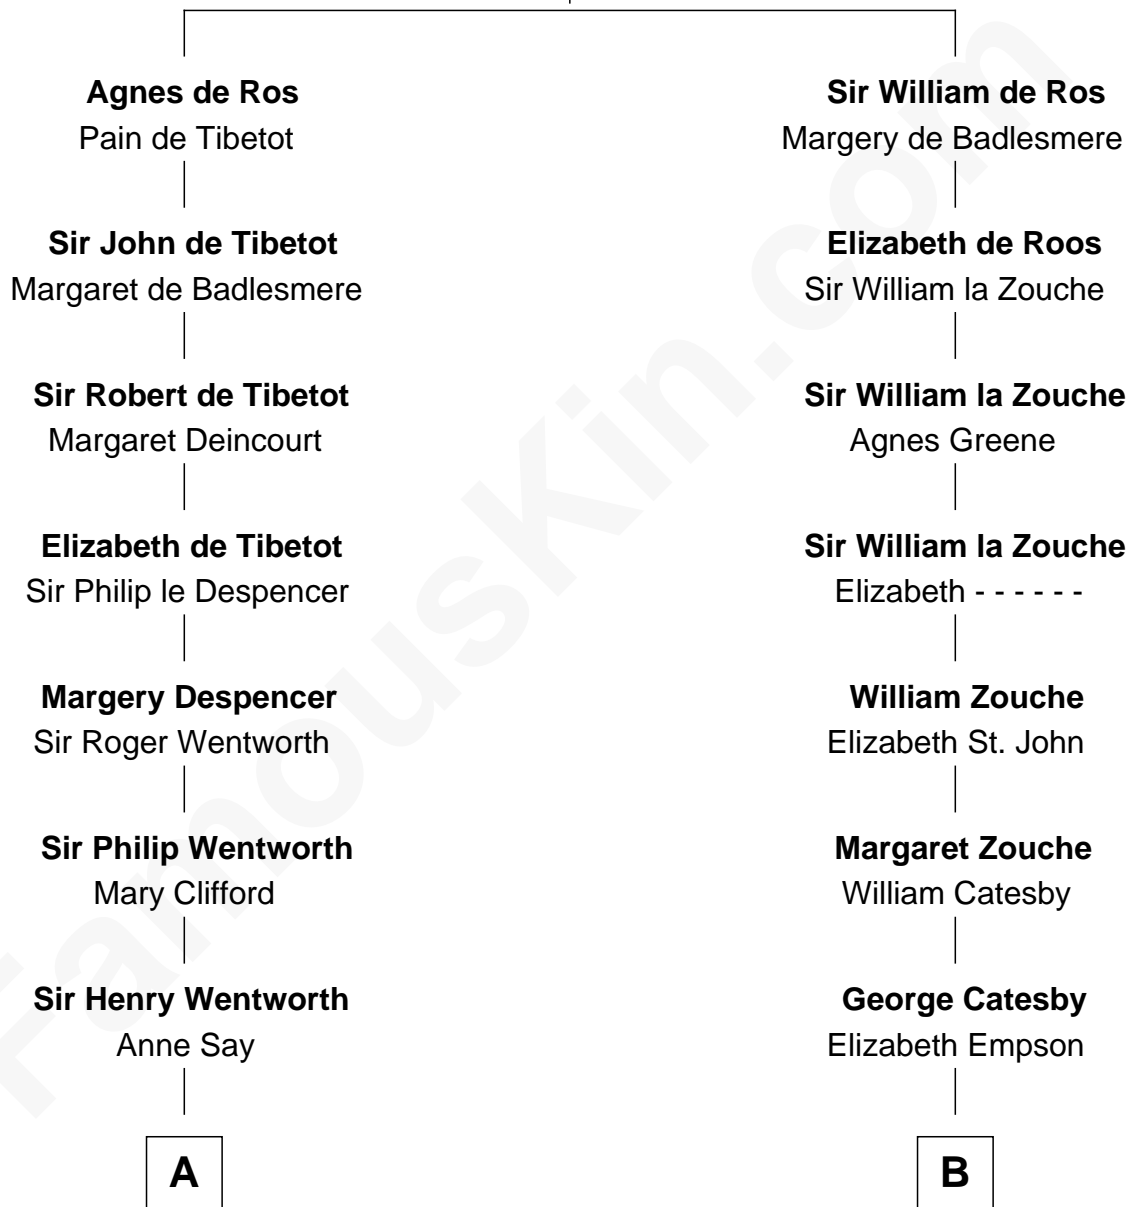 Agnes de Ros
Pain de Tibetot
Sir John de Tibetot
Margaret de Badlesmere
Sir Robert de Tibetot
Margaret Deincourt
Elizabeth de Tibetot
Sir Philip le Despencer
Margery Despencer
Sir Roger Wentworth
Sir Philip Wentworth
Mary Clifford
Sir Henry Wentworth
Anne Say
A
Sir William de Ros
Margery de Badlesmere
Elizabeth de Roos
Sir William la Zouche
Sir William la Zouche
Agnes Greene
Sir William la Zouche
Elizabeth - - - - - -
William Zouche
Elizabeth St. John
Margaret Zouche
William Catesby
George Catesby
Elizabeth Empson
B
FamousKin.com